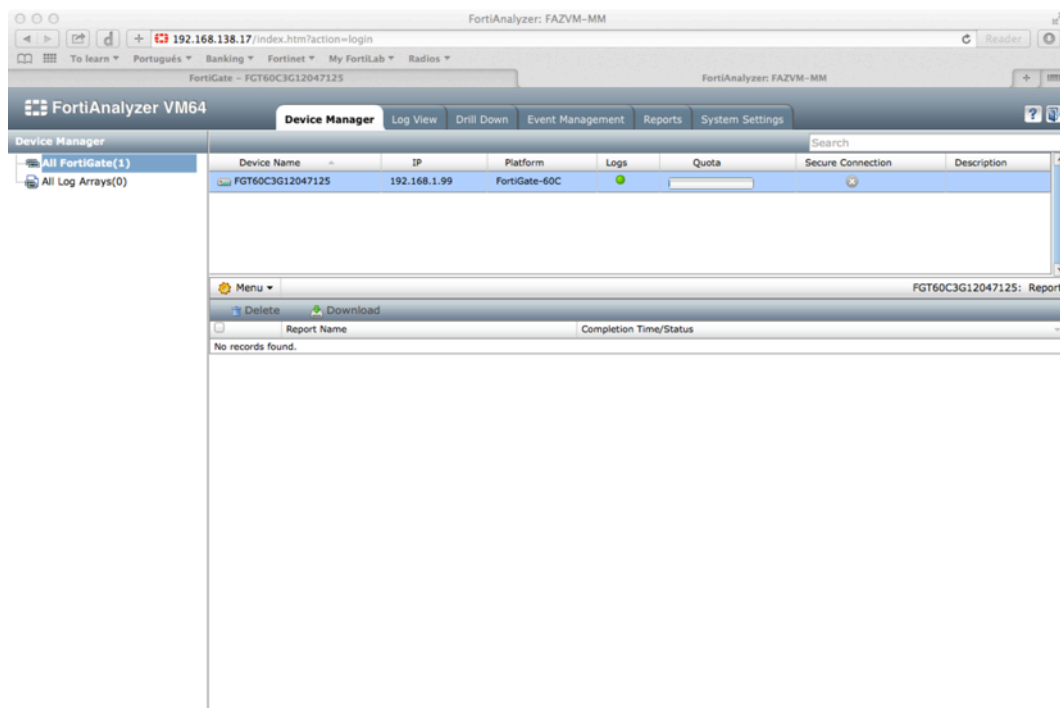 FortiAnalyzer: FAZVM-MM
192.168.138.17/index.htm?action=login
Reader
To learn Portugués Banking Fortinet My FortiLab Radios
FortiGate – FGT60C3G12047125 FortiAnalyzer: FAZVM-MM
FortiAnalyzer VM64
Device Manager Log View Drill Down Event Management Reports System Settings
Device Manager Search
All FortiGate(1)
All Log Arrays(0)
Device Name IP Platform Logs Quota Secure Connection Description
FGT60C3G12047125 192.168.1.99 FortiGate-60C
Menu FGT60C3G12047125: Report
Delete Download
Report Name Completion Time/Status
No records found.